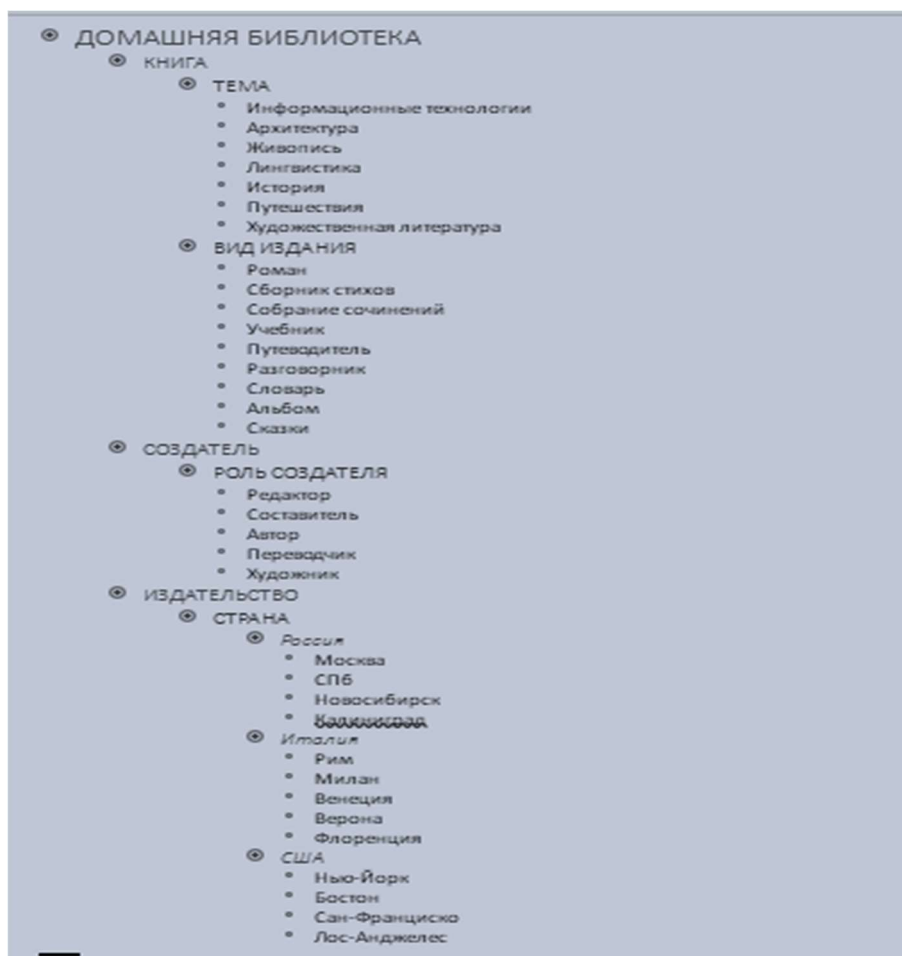 ДОМАШНЯЯ БИБЛИОТЕКА
КНИГА
ТЕМА
Информационные технологии
Архитектура
Живопись
Лингвистика
История
Путешествия
Художественная литература
ВИД ИЗДАНИЯ
Роман
Сборник стихов
Собрание сочинений
Учебник
Путеводитель
Разговорник
Словарь
Альбом
Сказки
СОЗДАТЕЛЬ
РОЛЬ СОЗДАТЕЛЯ
Редактор
Составитель
Автор
Переводчик
Художник
ИЗДАТЕЛЬСТВО
СТРАНА
Россия
Москва
СПб
Новосибирск
Калиниград
Италия
Рим
Милан
Венеция
Верона
Флоренция
США
Нью-Йорк
Бостон
Сан-Франциско
Лос-Анджелес